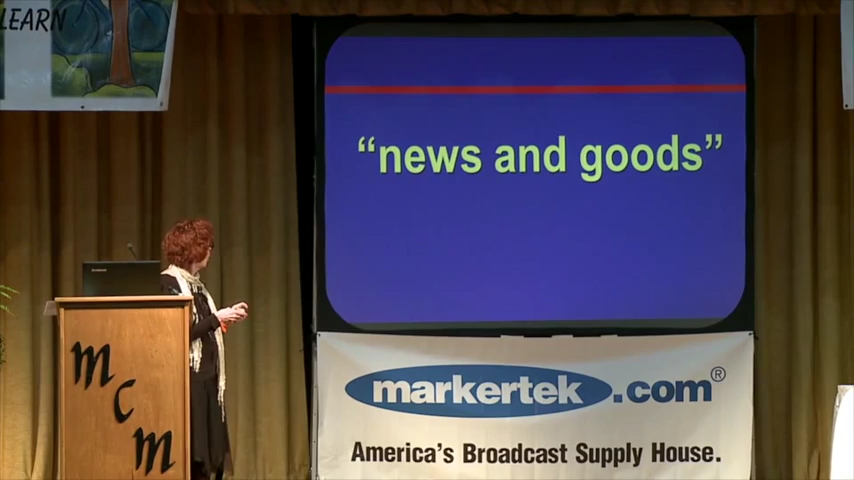 LEARN
“news and goods”
mcm
markertek.com®
America's Broadcast Supply House.